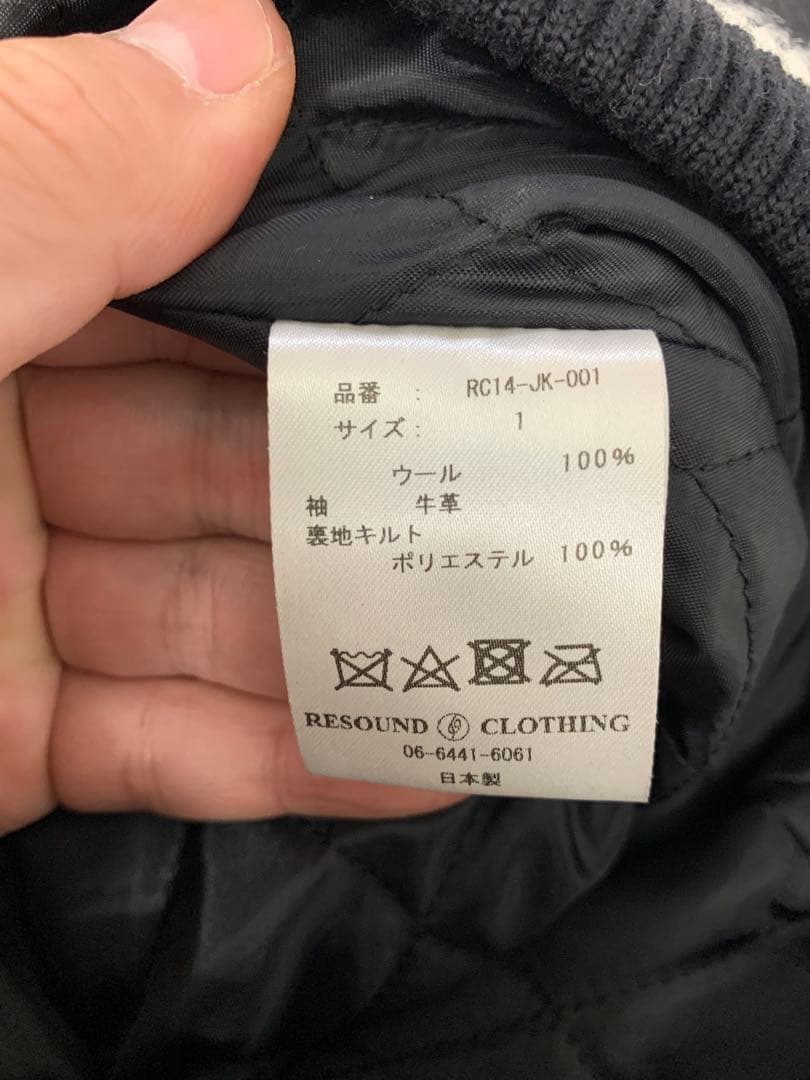 品番 : RC14-JK-001
サイズ: 1
ウール 100%
袖 牛革
裏地キルト
ポリエステル 100%
RESOUND CLOTHING
06-6441-6061
日本製